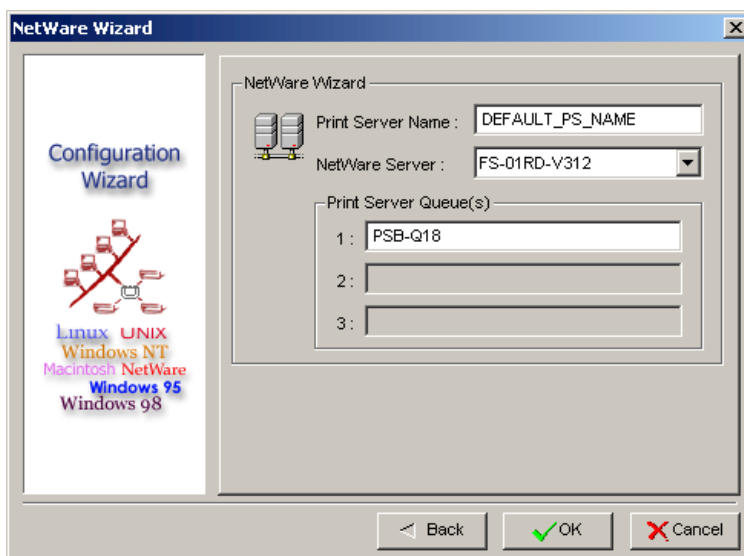 NetWare Wizard
Configuration
Wizard
Linux UNIX
Windows NT
Macintosh NetWare
Windows 95
Windows 98
NetWare Wizard
Print Server Name : DEFAULT_PS_NAME
NetWare Server : FS-01RD-V312
Print Server Queue(s)
1 : PSB-Q18
2 :
3 :
Back OK Cancel